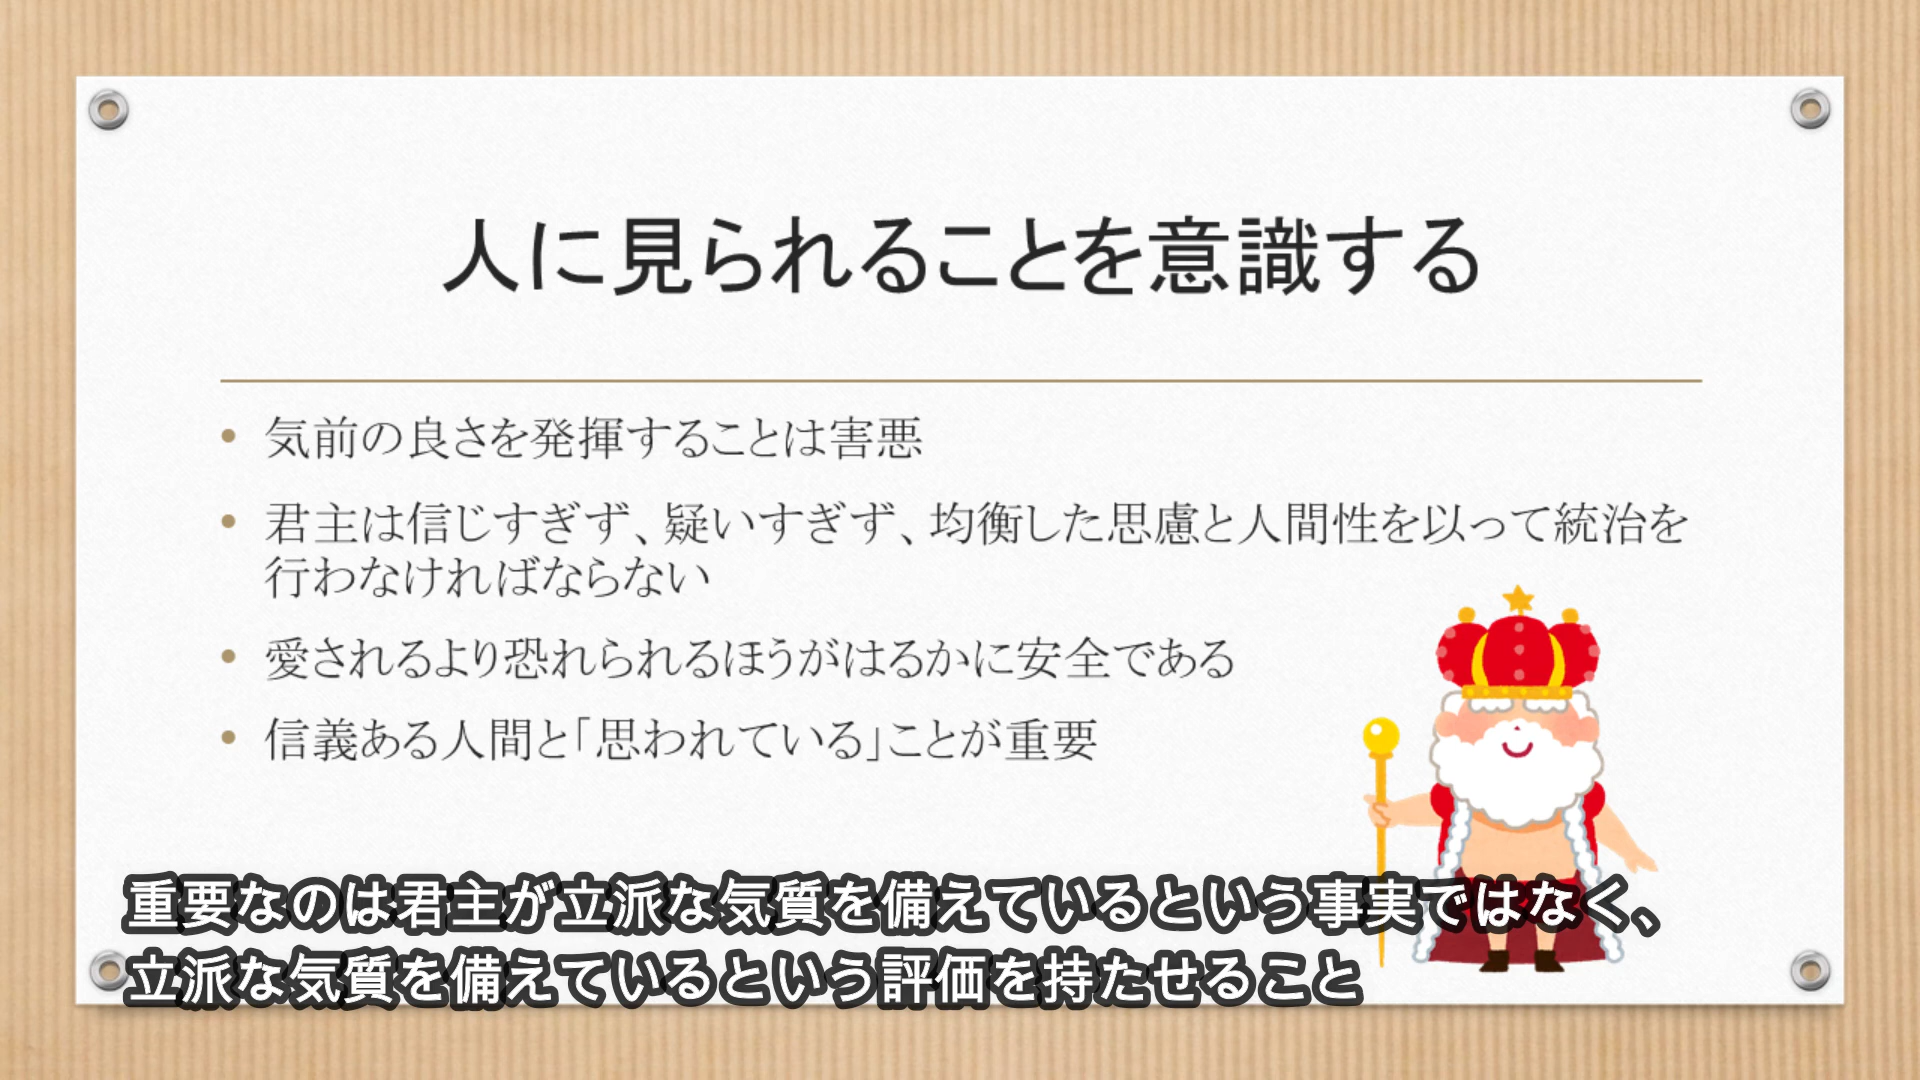 人に見られることを意識する
• 気前の良さを発揮することは害悪
• 君主は信じすぎず、疑いすぎず、均衡した思慮と人間性を以って統治を
行わなければならない
• 愛されるより恐れられるほうがはるかに安全である
• 信義ある人間と「思われている」ことが重要
重要なのは君主が立派な気質を備えているという事実ではなく、
立派な気質を備えているという評価を持たせること